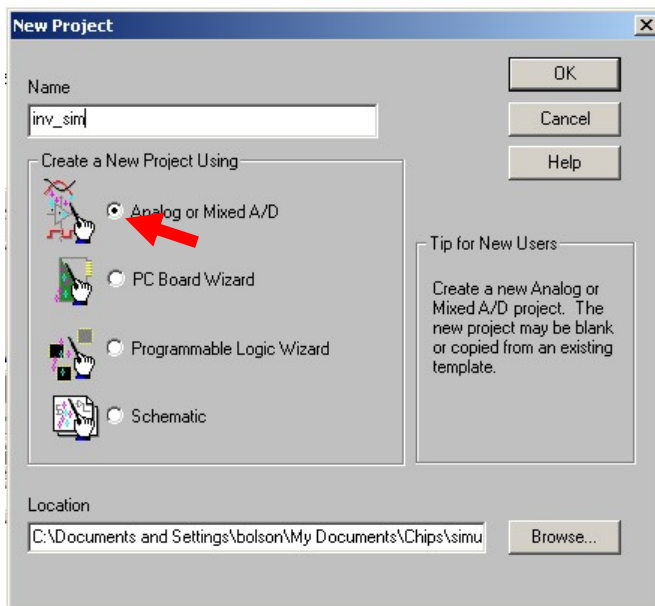 New Project
Name
inv_sim
OK
Cancel
Help
Create a New Project Using
Analog or Mixed A/D
PC Board Wizard
Programmable Logic Wizard
Schematic
Tip for New Users
Create a new Analog or
Mixed A/D project. The
new project may be blank
or copied from an existing
template.
Location
C:\Documents and Settings\bolson\My Documents\Chips\simu
Browse...